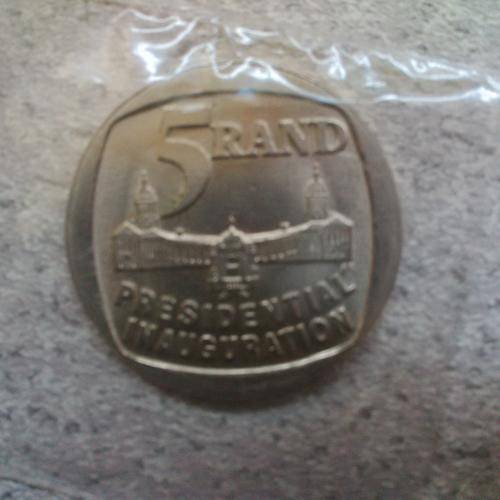 5 RAND
PRESIDENTIAL
INAUGURATION